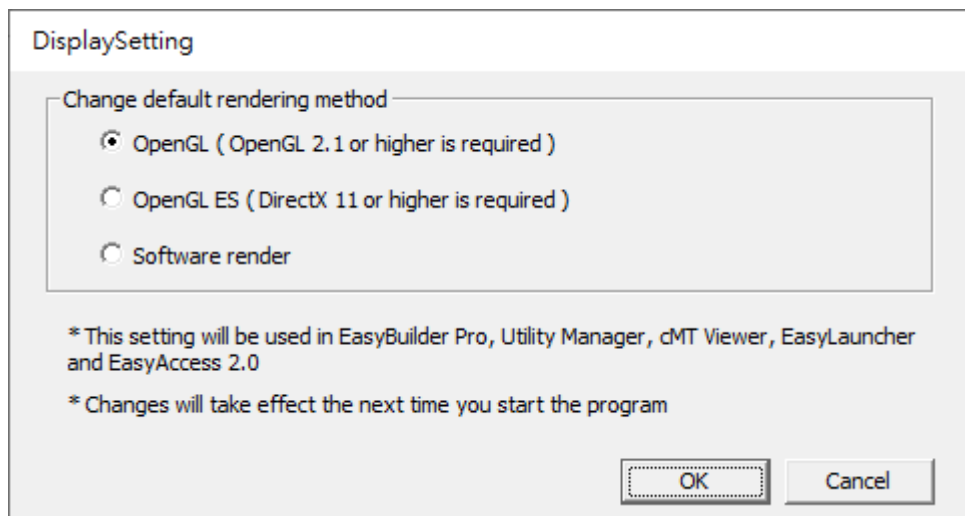 DisplaySetting
Change default rendering method
OpenGL ( OpenGL 2.1 or higher is required )
OpenGL ES ( DirectX 11 or higher is required )
Software render
* This setting will be used in EasyBuilder Pro, Utility Manager, cMT Viewer, EasyLauncher
and EasyAccess 2.0
* Changes will take effect the next time you start the program
OK
Cancel